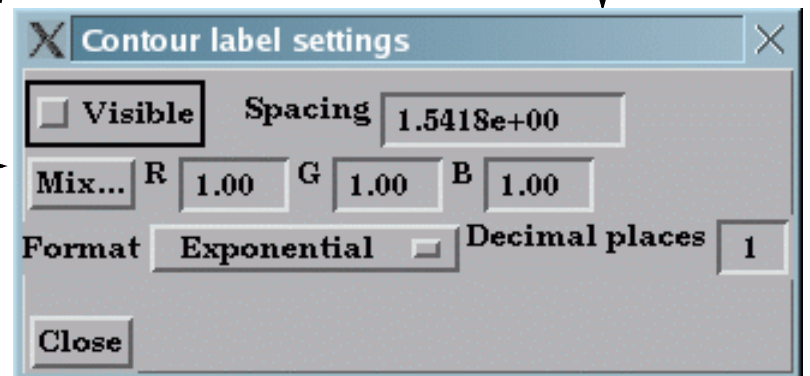 Contour label settings
Visible Spacing 1.5418e+00
Mix... R 1.00 G 1.00 B 1.00
Format Exponential Decimal places 1
Close